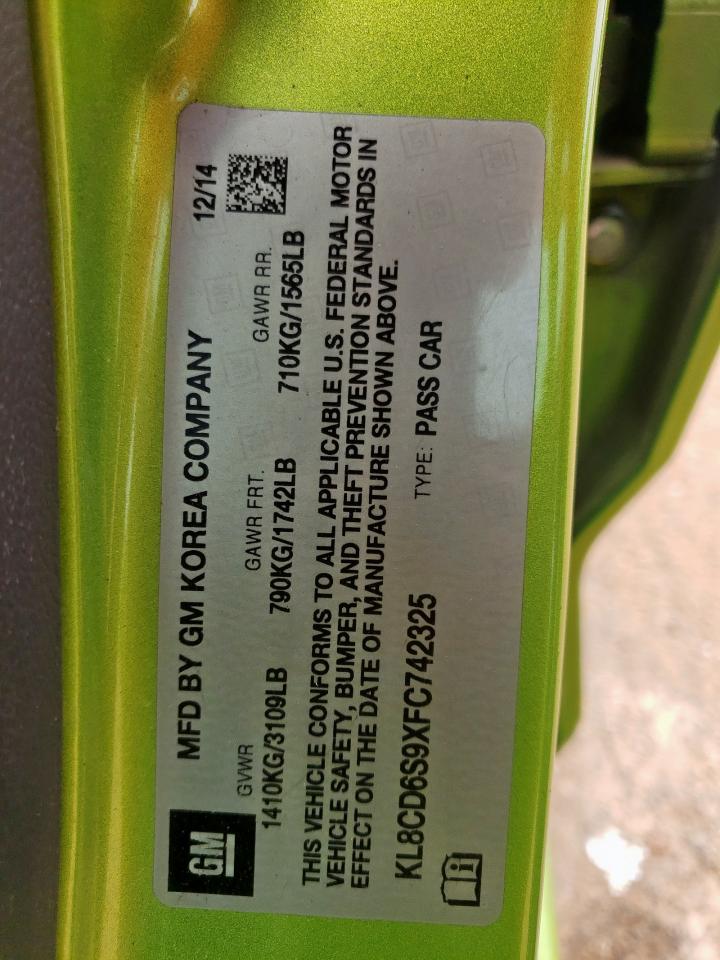 GM
MFD BY GM KOREA COMPANY 12/14
GVWR GAWR FRT. GAWR RR.
1410KG/3109LB 790KG/1742LB 710KG/1565LB
THIS VEHICLE CONFORMS TO ALL APPLICABLE U.S. FEDERAL MOTOR
VEHICLE SAFETY, BUMPER, AND THEFT PREVENTION STANDARDS IN
EFFECT ON THE DATE OF MANUFACTURE SHOWN ABOVE.
KL8CD6S9XFC742325 TYPE: PASS CAR